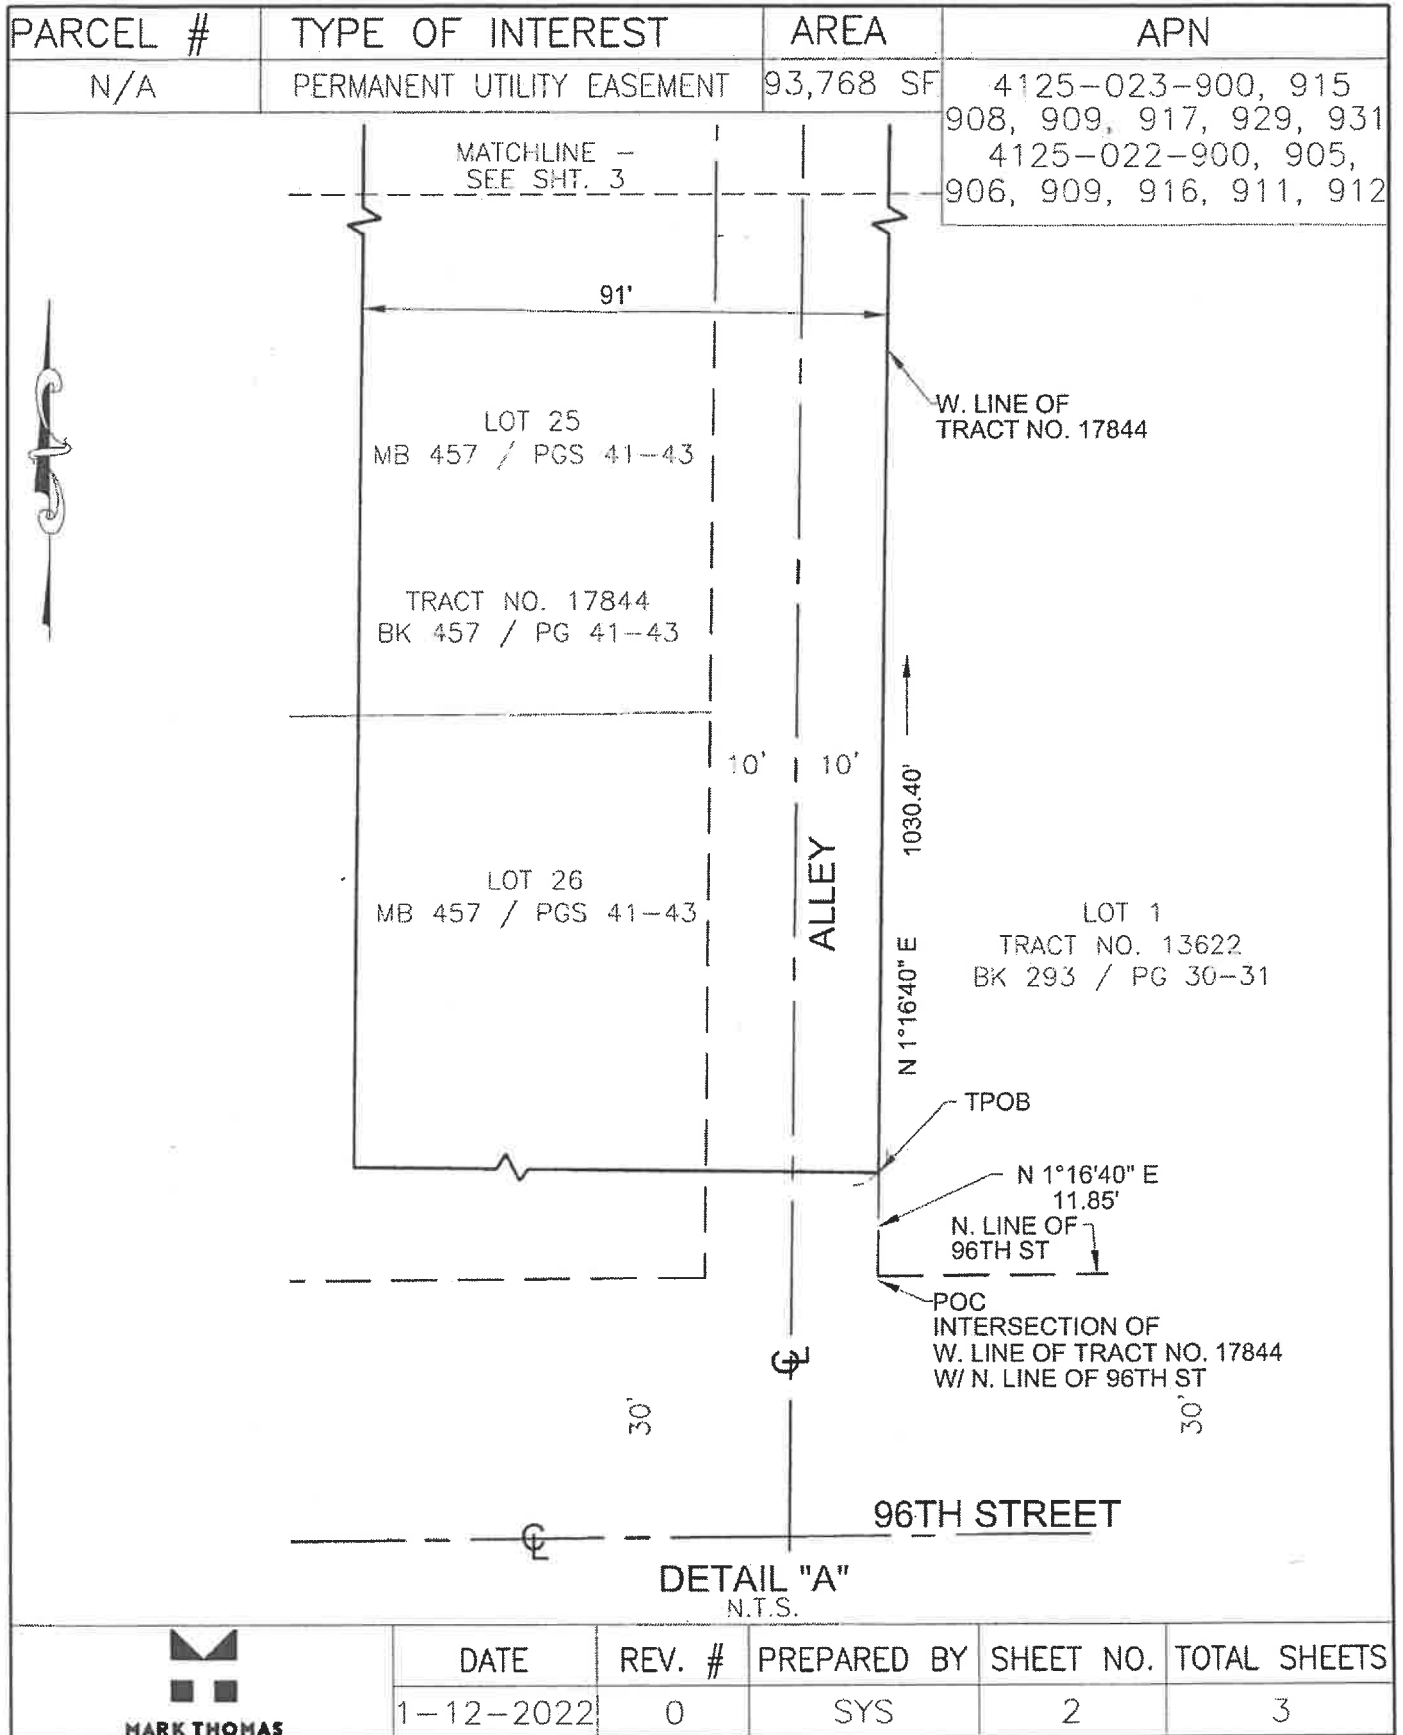 PARCEL # TYPE OF INTEREST AREA APN
N/A PERMANENT UTILITY EASEMENT 93,768 SF 4125-023-900, 915
908, 909, 917, 929, 931
4125-022-900, 905,
906, 909, 916, 911, 912
MATCHLINE -
SEE SHT. 3
91'
W. LINE OF
TRACT NO. 17844
LOT 25
MB 457 / PGS 41-43
TRACT NO. 17844
BK 457 / PG 41-43
10' 10'
1030.40'
N 1°16'40" E
ALLEY
LOT 26
MB 457 / PGS 41-43
LOT 1
TRACT NO. 13622
BK 293 / PG 30-31
TPOB
N 1°16'40" E
11.85'
N. LINE OF
96TH ST
POC
INTERSECTION OF
W. LINE OF TRACT NO. 17844
W/ N. LINE OF 96TH ST
CL
30' 30'
96TH STREET
CL
DETAIL "A"
N.T.S.
DATE REV. # PREPARED BY SHEET NO. TOTAL SHEETS
1-12-2022 0 SYS 2 3
MARK THOMAS